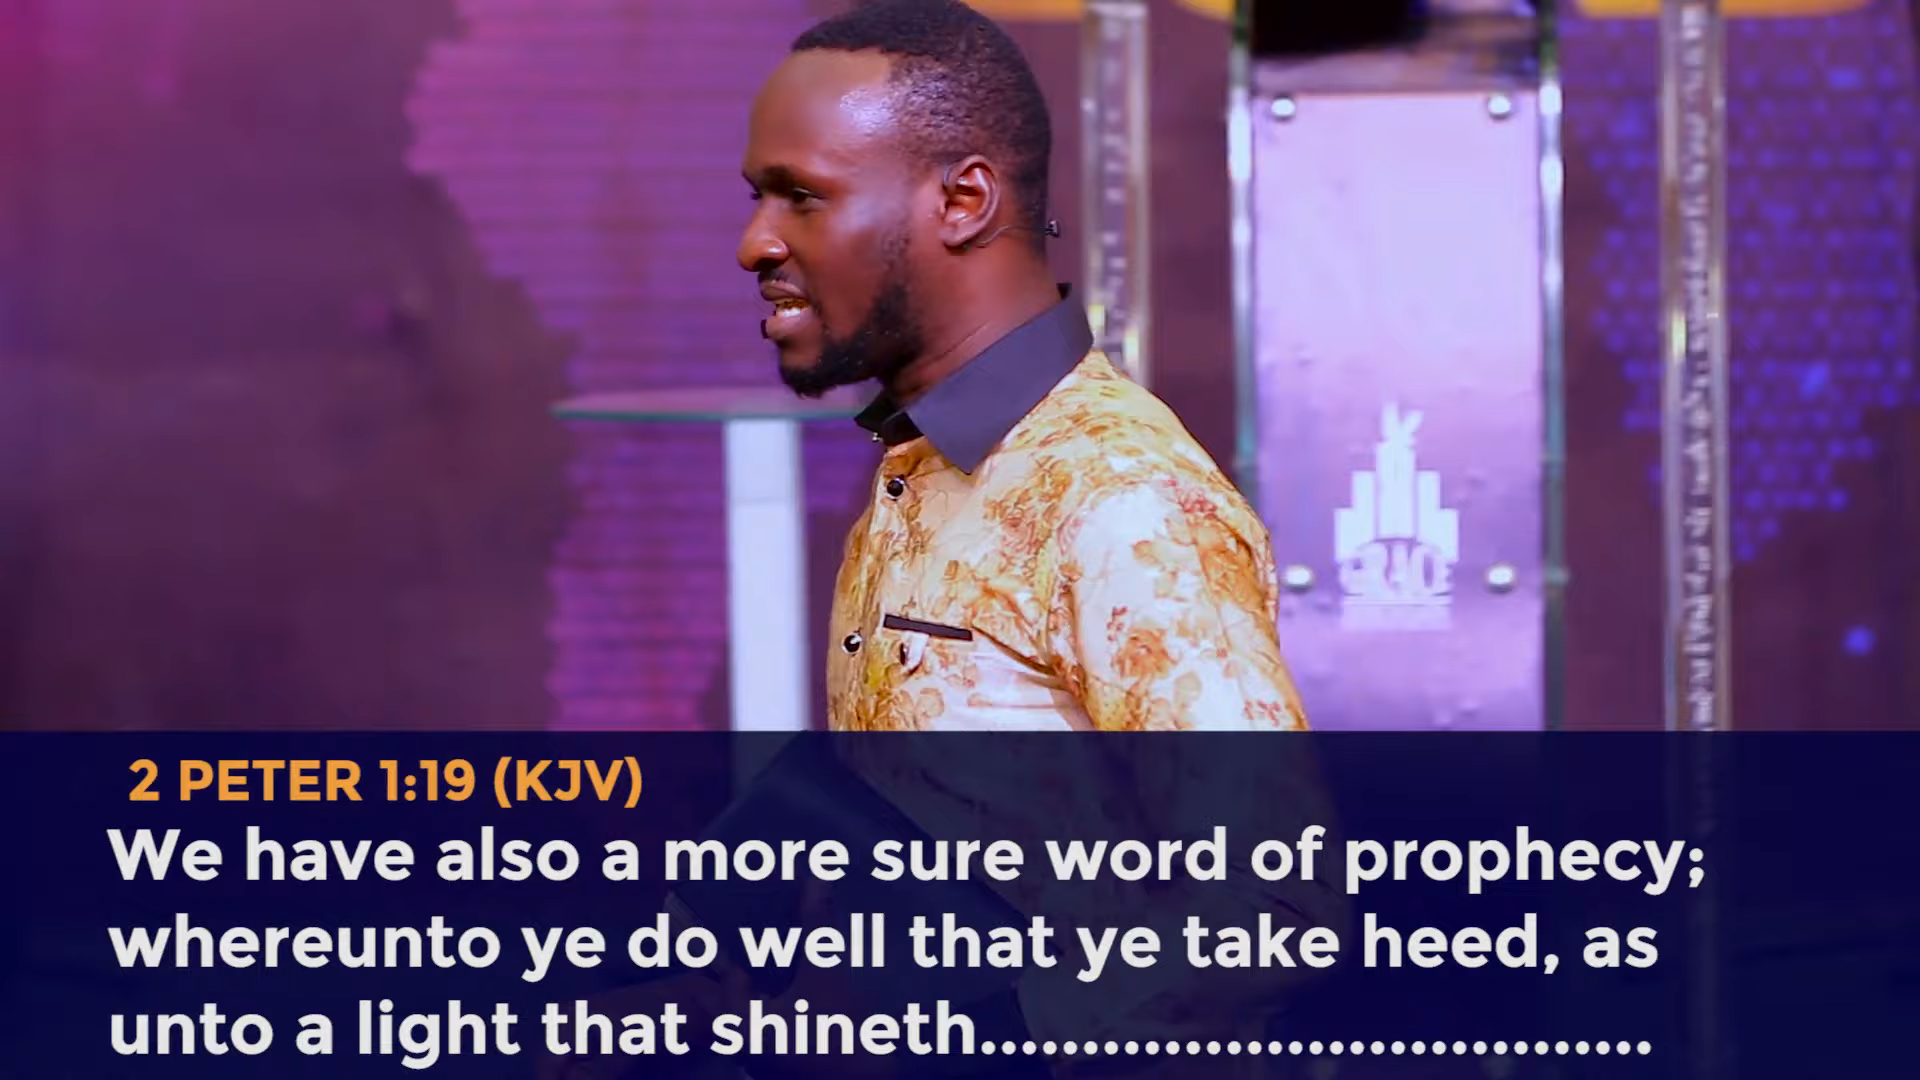 GRACE
2 PETER 1:19 (KJV)
We have also a more sure word of prophecy;
whereunto ye do well that ye take heed, as
unto a light that shineth................................